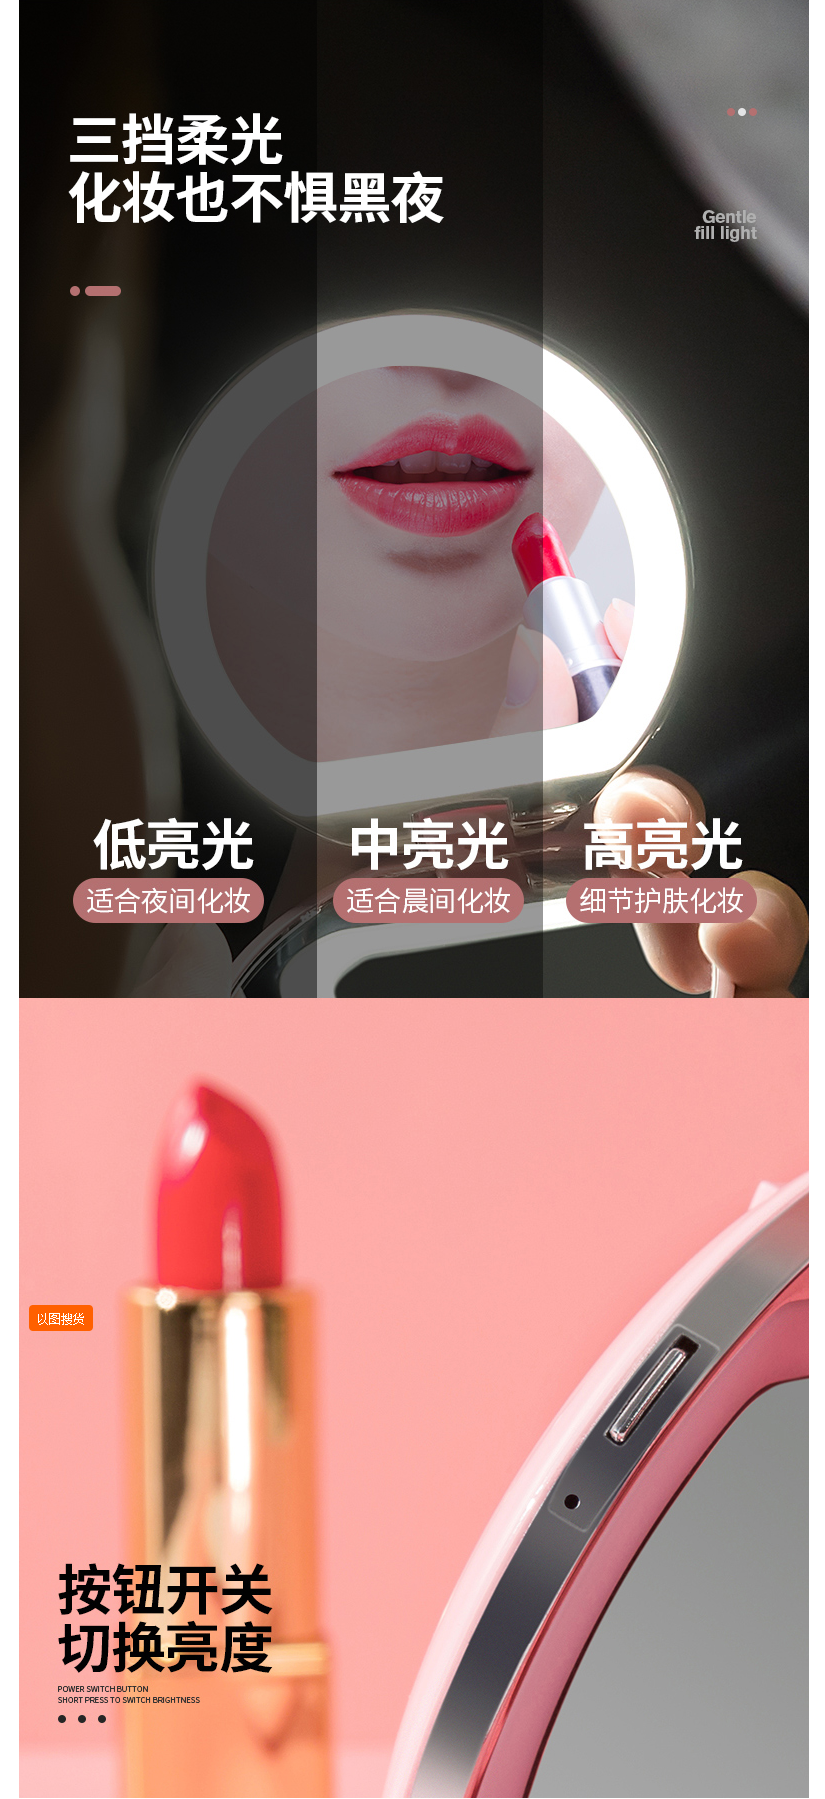 三挡柔光
化妆也不惧黑夜
Gentle
fill light
低亮光
中亮光
高亮光
适合夜间化妆
适合晨间化妆
细节护肤化妆
以图搜货
按钮开关
切换亮度
POWER SWITCH BUTTON
SHORT PRESS TO SWITCH BRIGHTNESS